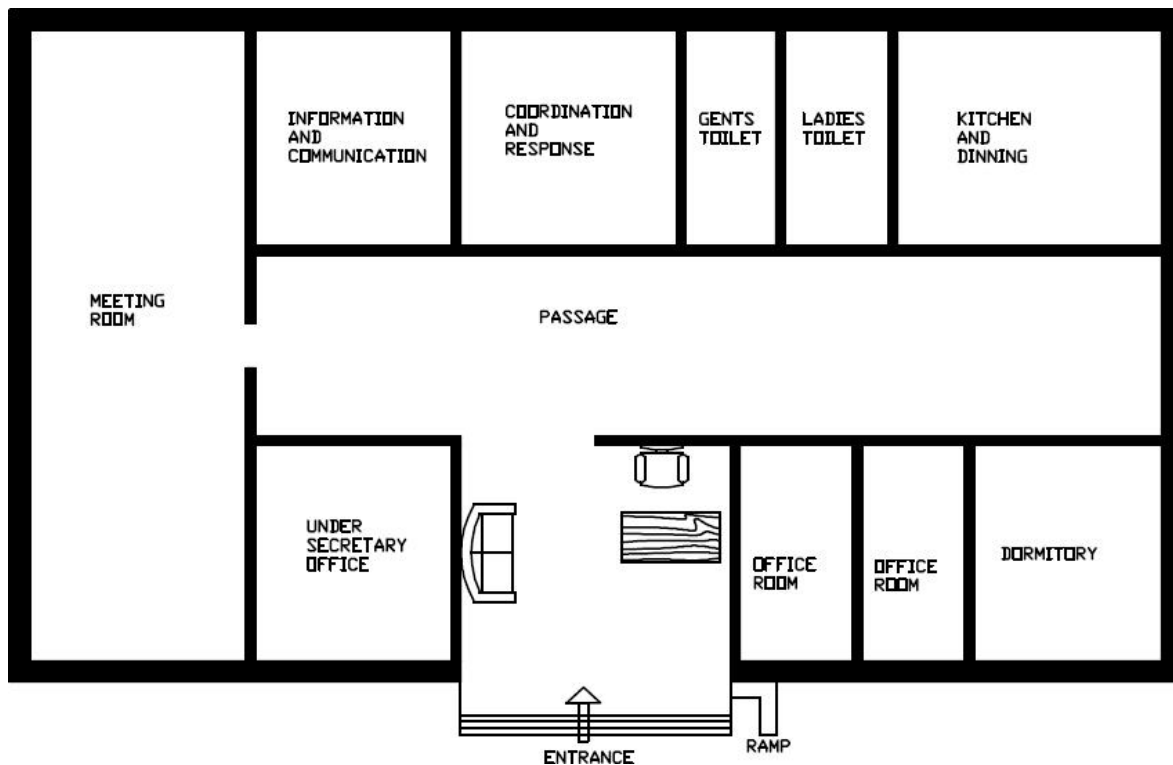 INFORMATION
AND
COMMUNICATION
COORDINATION
AND
RESPONSE
GENTS
TOILET
LADIES
TOILET
KITCHEN
AND
DINNING
MEETING
ROOM
PASSAGE
UNDER
SECRETARY
OFFICE
OFFICE
ROOM
OFFICE
ROOM
DORMITORY
ENTRANCE
RAMP